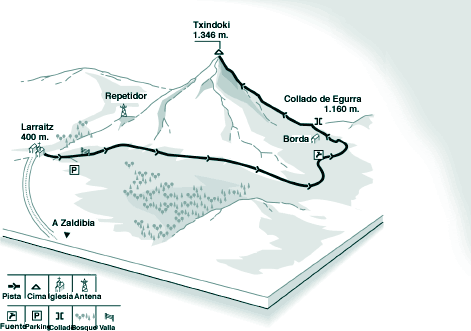 Txindoki
1.346 m.
Repetidor
Collado de Egurra
1.160 m.
Larraitz
400 m.
Borda
P
A Zaldibia
Pista Cima Iglesia Antena
P
Fuente Parking Collado Bosque Valla